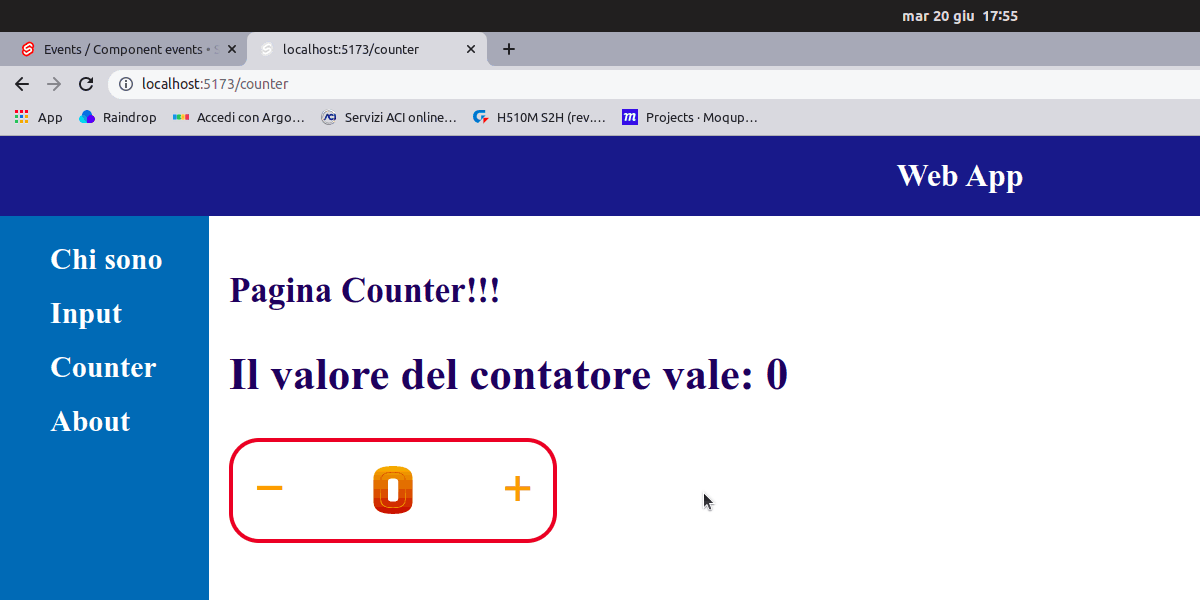 mar 20 giu 17:55
Events / Component events •
localhost:5173/counter
localhost:5173/counter
App Raindrop Accedi con Argo… Servizi ACI online… H510M S2H (rev.… m Projects · Moqup…
Web App
Chi sono
Input
Counter
About
Pagina Counter!!!
Il valore del contatore vale: 0
− 0 +